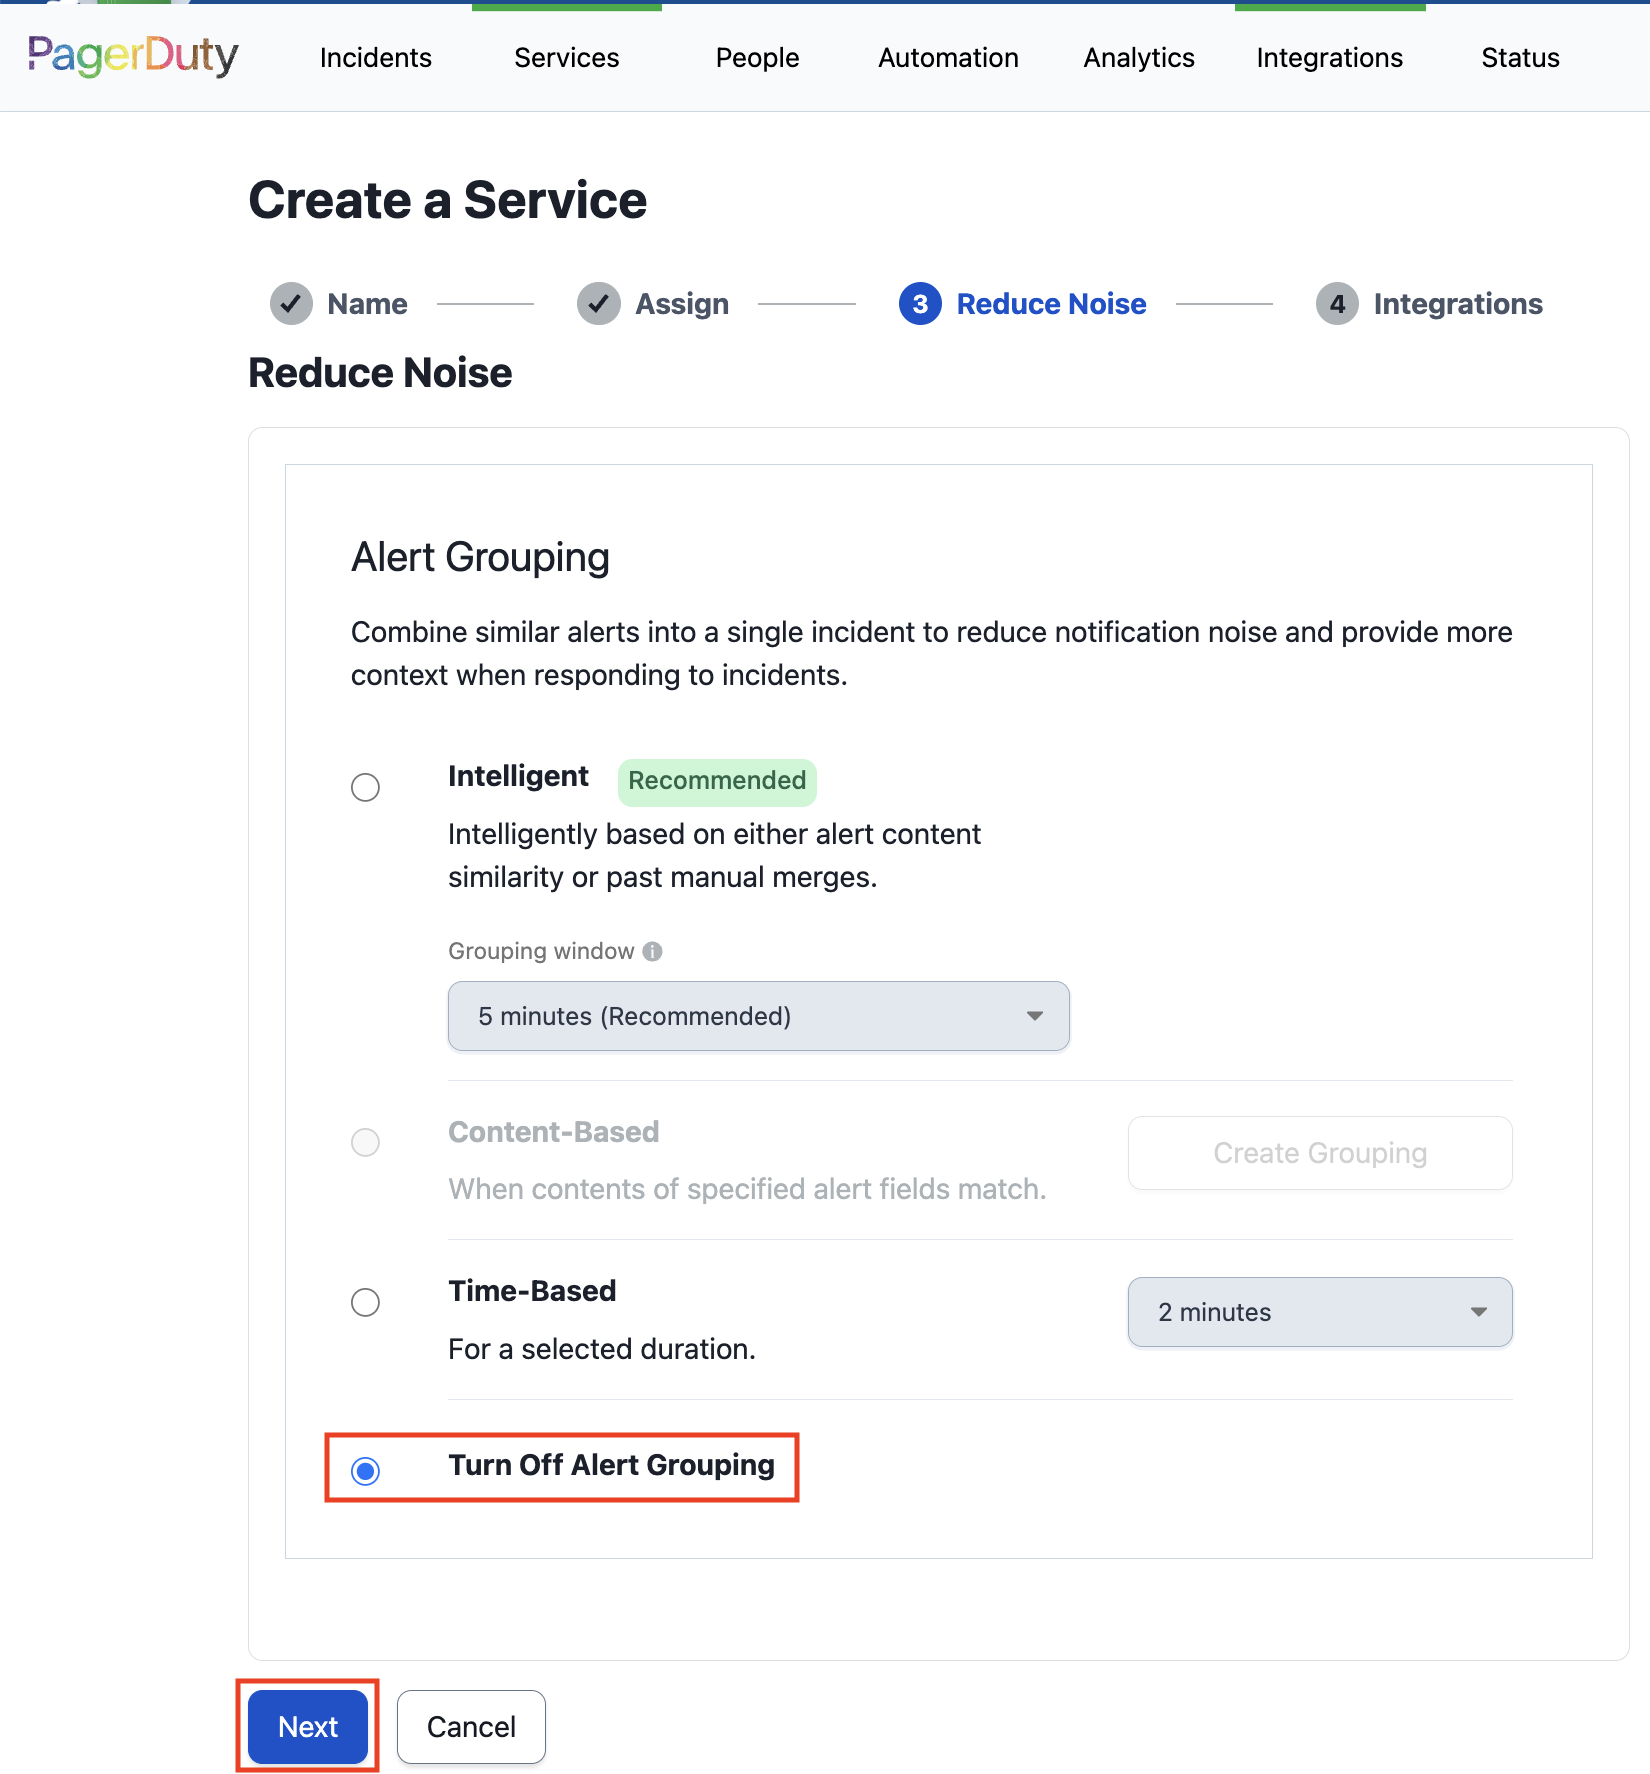 PagerDuty Incidents Services People Automation Analytics Integrations Status
Create a Service
Name Assign 3 Reduce Noise 4 Integrations
Reduce Noise
Alert Grouping
Combine similar alerts into a single incident to reduce notification noise and provide more
context when responding to incidents.
Intelligent Recommended
Intelligently based on either alert content
similarity or past manual merges.
Grouping window
5 minutes (Recommended)
Content-Based
Create Grouping
When contents of specified alert fields match.
Time-Based
2 minutes
For a selected duration.
Turn Off Alert Grouping
Next Cancel